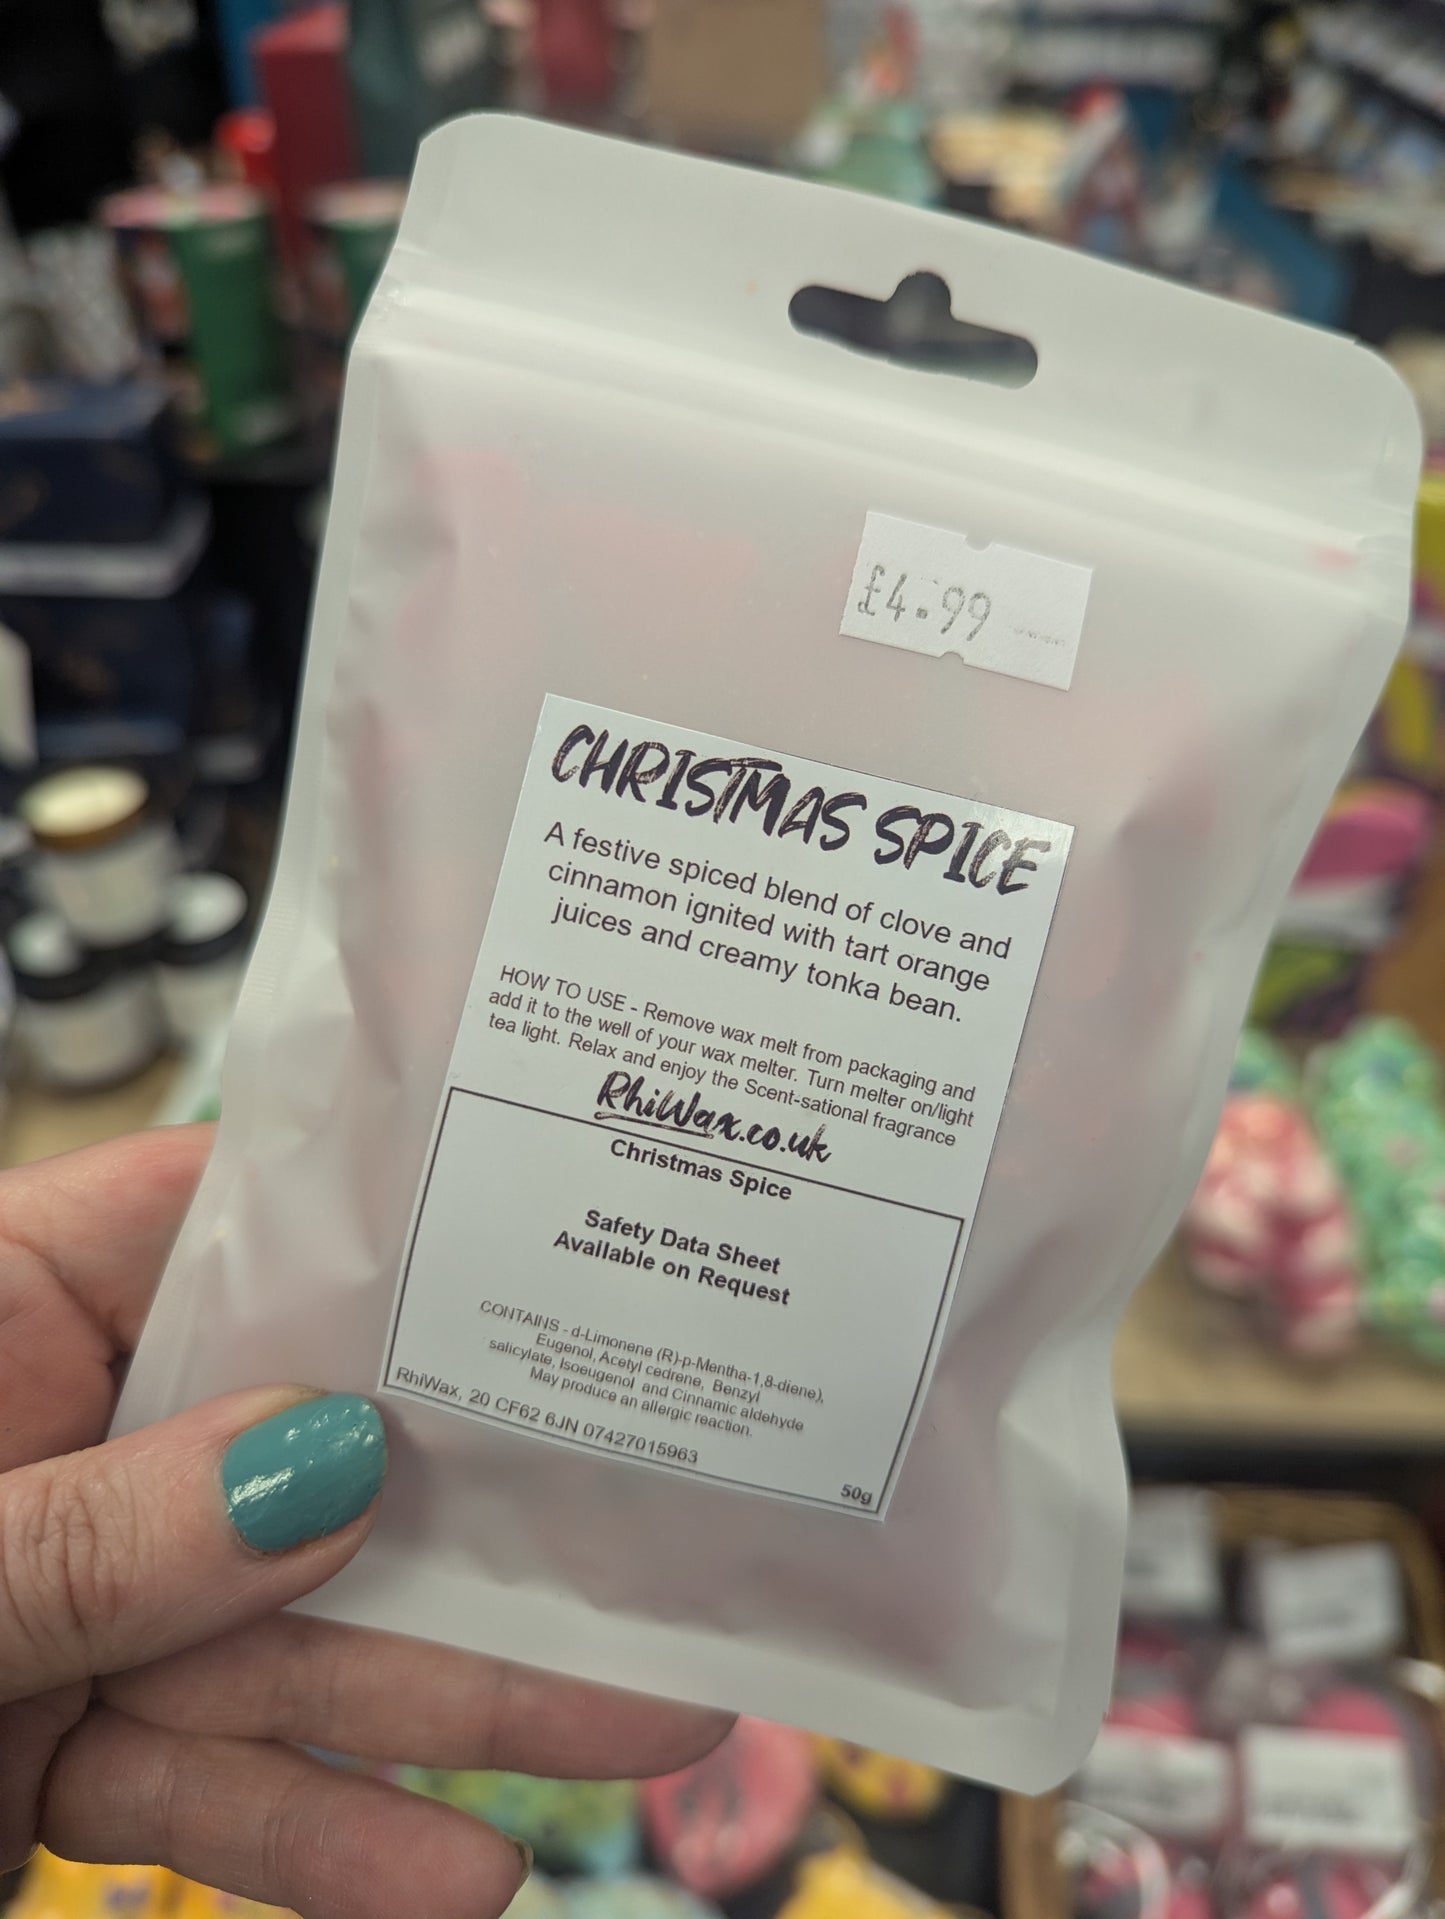 £4.99
CHRISTMAS SPICE
A festive spiced blend of clove and
cinnamon ignited with tart orange
juices and creamy tonka bean.
HOW TO USE - Remove wax melt from packaging and
add it to the well of your wax melter. Turn melter on/light
tea light. Relax and enjoy the Scent-sational fragrance
RhiWax.co.uk
Christmas Spice
Safety Data Sheet
Available on Request
CONTAINS - d-Limonene (R)-p-Mentha-1,8-diene),
Eugenol, Acetyl cedrene, Benzyl
salicylate, Isoeugenol and Cinnamic aldehyde
May produce an allergic reaction.
RhiWax, 20 CF62 6JN 07427015963
50g